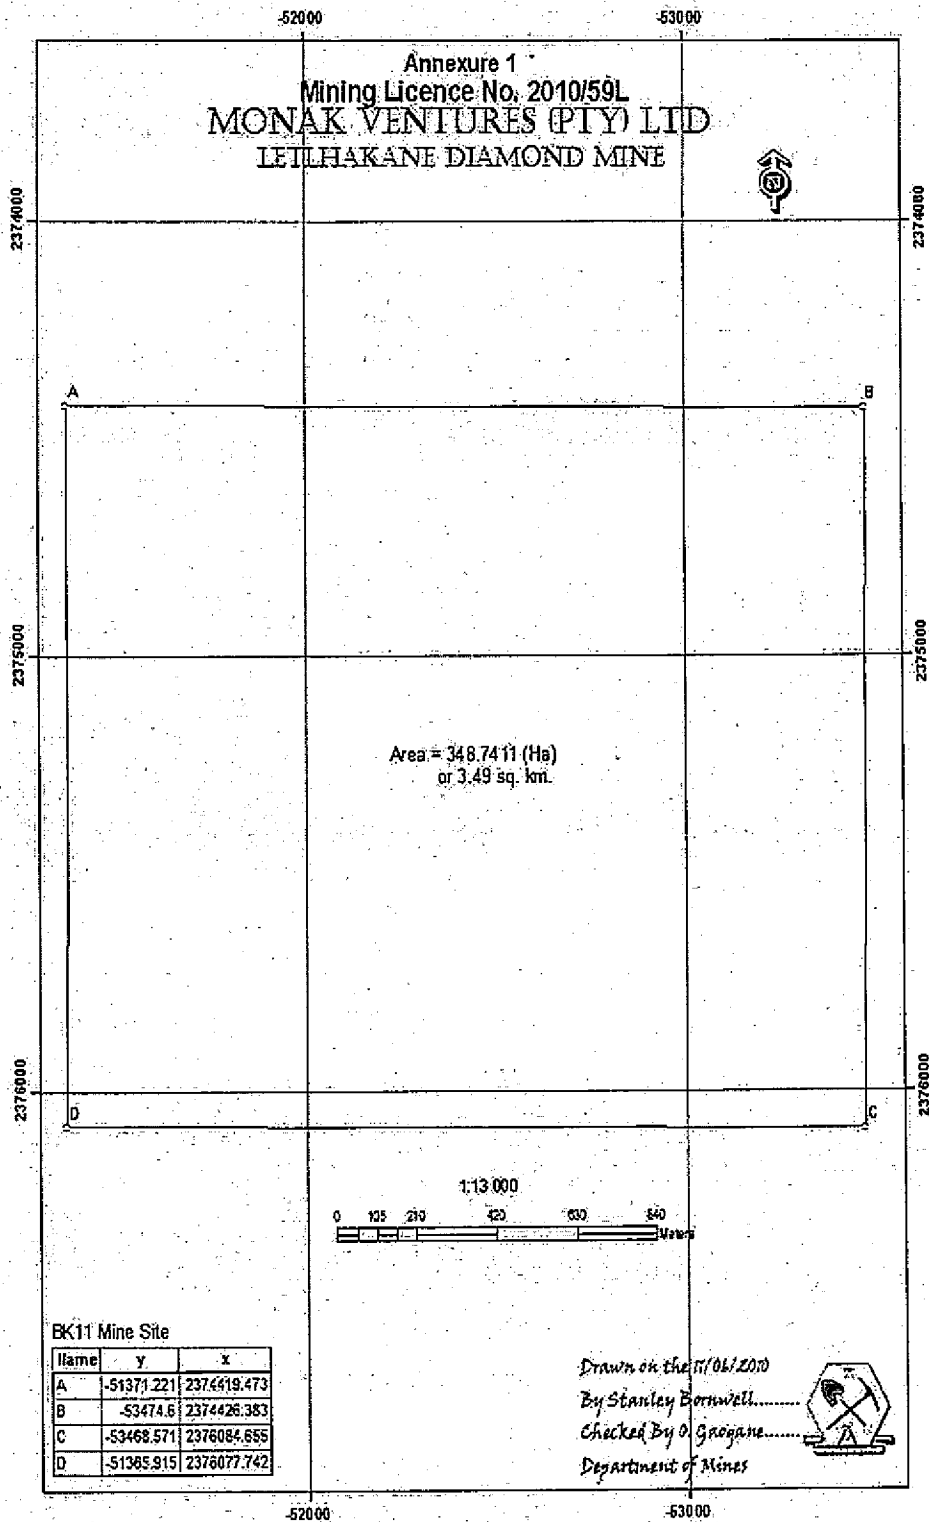 -52000 -53000
Annexure 1
Mining Licence No. 2010/59L
MONAK VENTURES (PTY) LTD
LETLHAKANE DIAMOND MINE
N
2374000 2374000
A B
2375000 2375000
Area = 348.7411 (Ha)
or 3.49 sq. km.
2376000 2376000
D C
1:13 000
0 105 210 420 630 840
Meters
BK11 Mine Site
Name y x
A -51371.221 2374419.473
B -53474.6 2374426.383
C -53468.571 2376084.655
D -51365.915 2376077.742
Drawn on the 11/06/2010
By Stanley Bornwell.........
Checked By O. Gaogane.......
Department of Mines
-52000 -53000